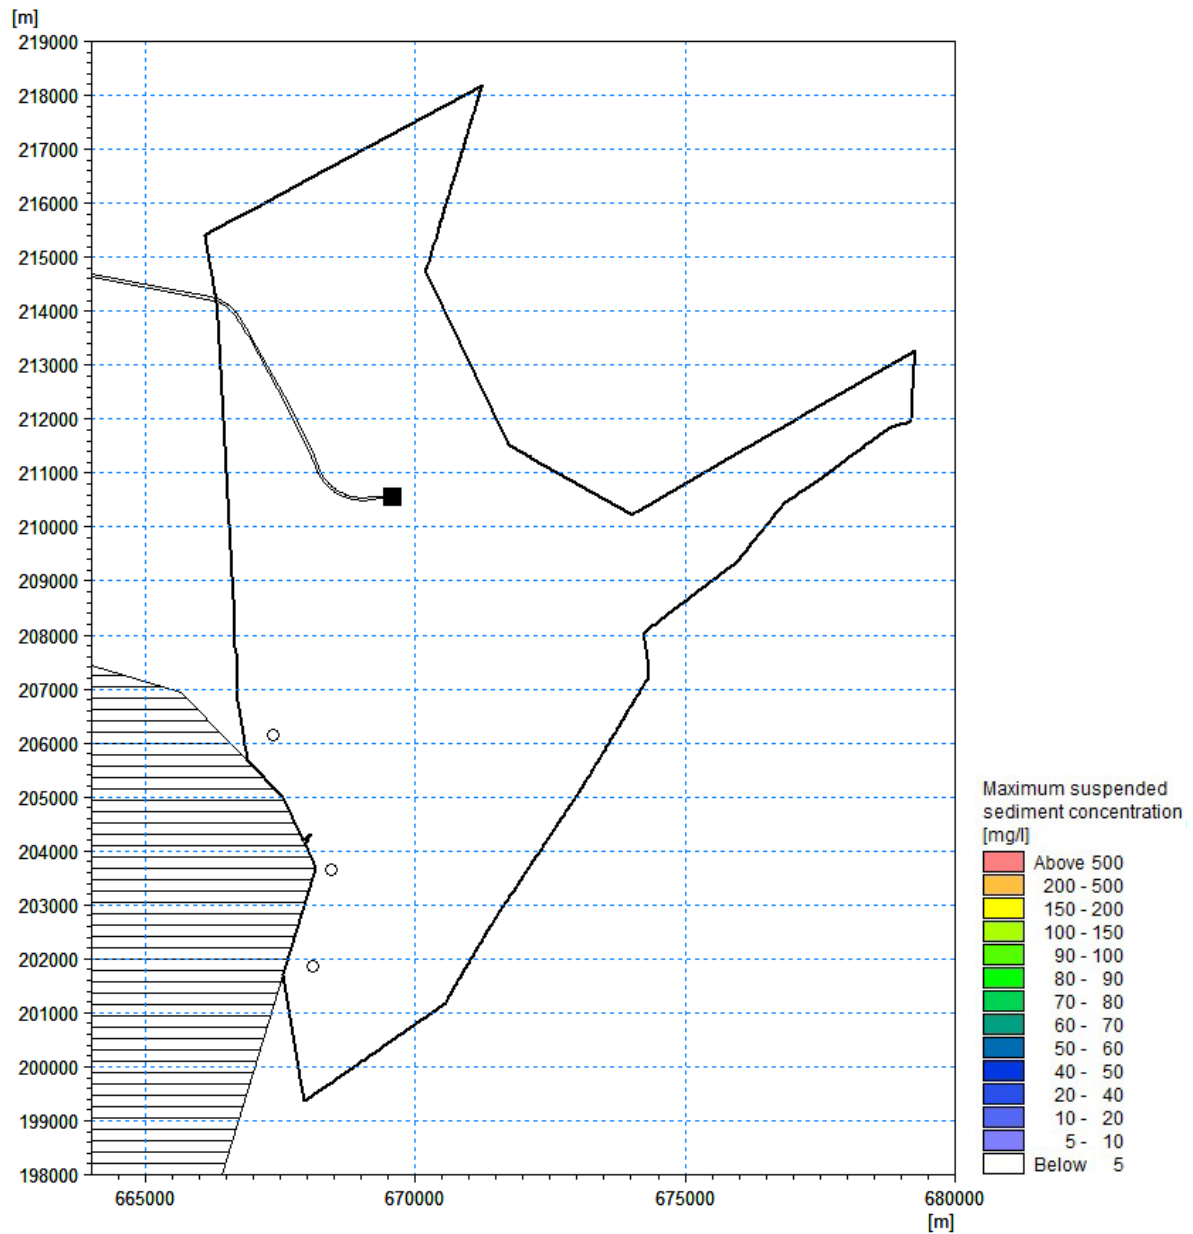 [m]
219000
218000
217000
216000
215000
214000
213000
212000
211000
210000
209000
208000
207000
206000
205000
204000
203000
202000
201000
200000
199000
198000
665000 670000 675000 680000
[m]
Maximum suspended
sediment concentration
[mg/l]
Above 500
200 - 500
150 - 200
100 - 150
90 - 100
80 - 90
70 - 80
60 - 70
50 - 60
40 - 50
20 - 40
10 - 20
5 - 10
Below 5